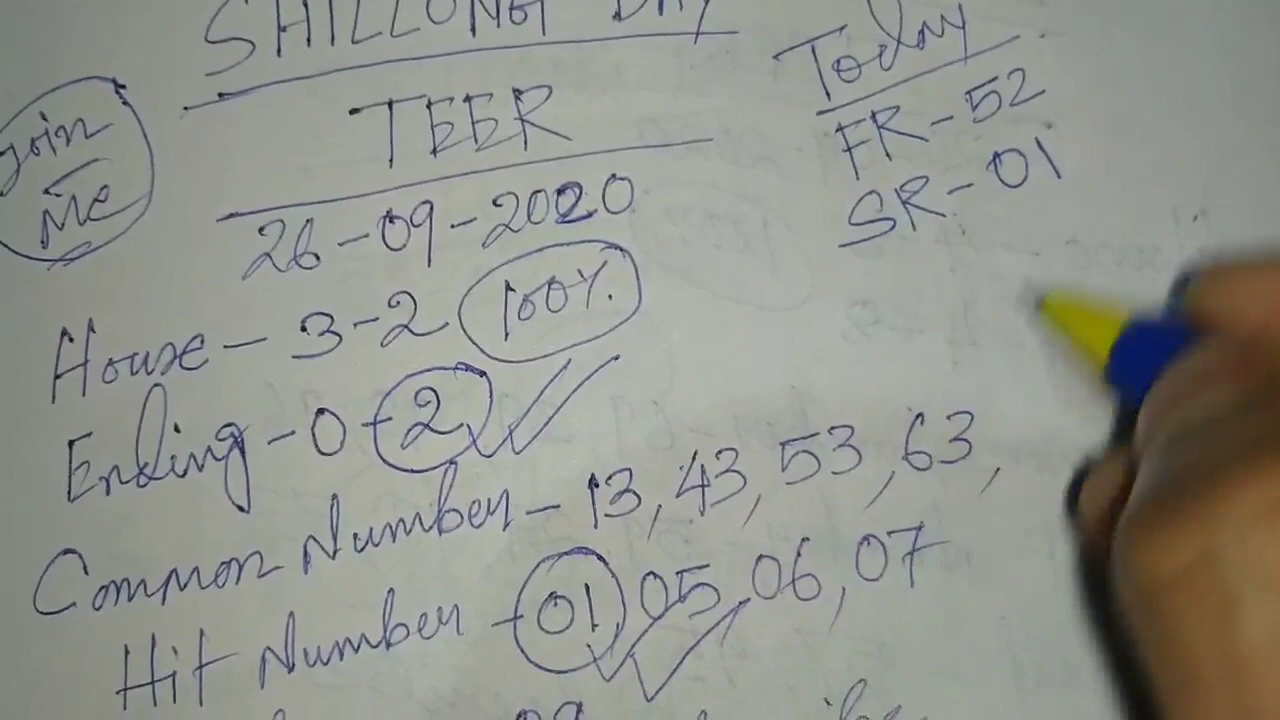 SHILLONG DAY
TEER
26-09-2020
Join
Me
Today
FR-52
SR-01
House - 3-2 100%.
Ending - 0 - 2
Common Number - 13, 43, 53, 63,
Hit Number - 01, 05, 06, 07